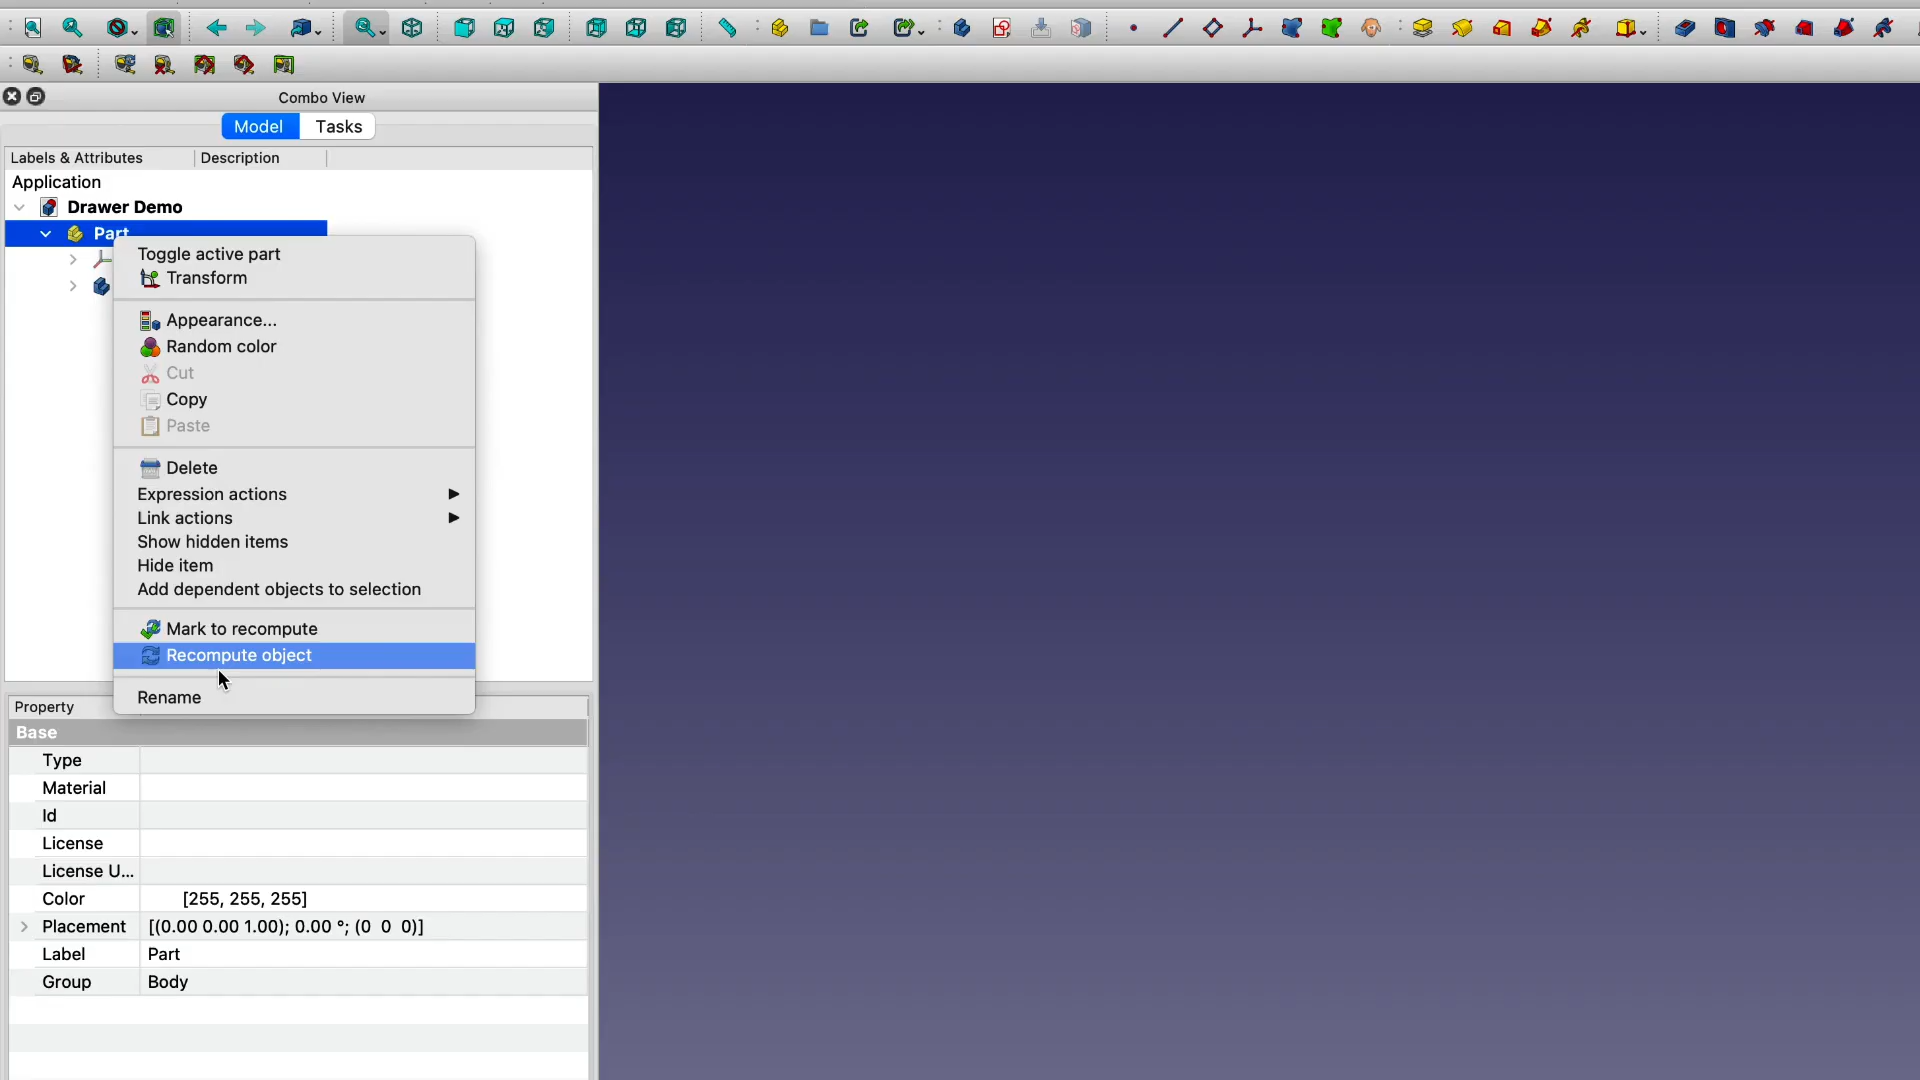 Combo View
Model Tasks
Labels & Attributes Description
Application
Drawer Demo
Part
Toggle active part
Transform
Appearance...
Random color
Cut
Copy
Paste
Delete
Expression actions
Link actions
Show hidden items
Hide item
Add dependent objects to selection
Mark to recompute
Recompute object
Rename
Property
Base
Type
Material
Id
License
License U...
Color [255, 255, 255]
Placement [(0.00 0.00 1.00); 0.00 °; (0 0 0)]
Label Part
Group Body